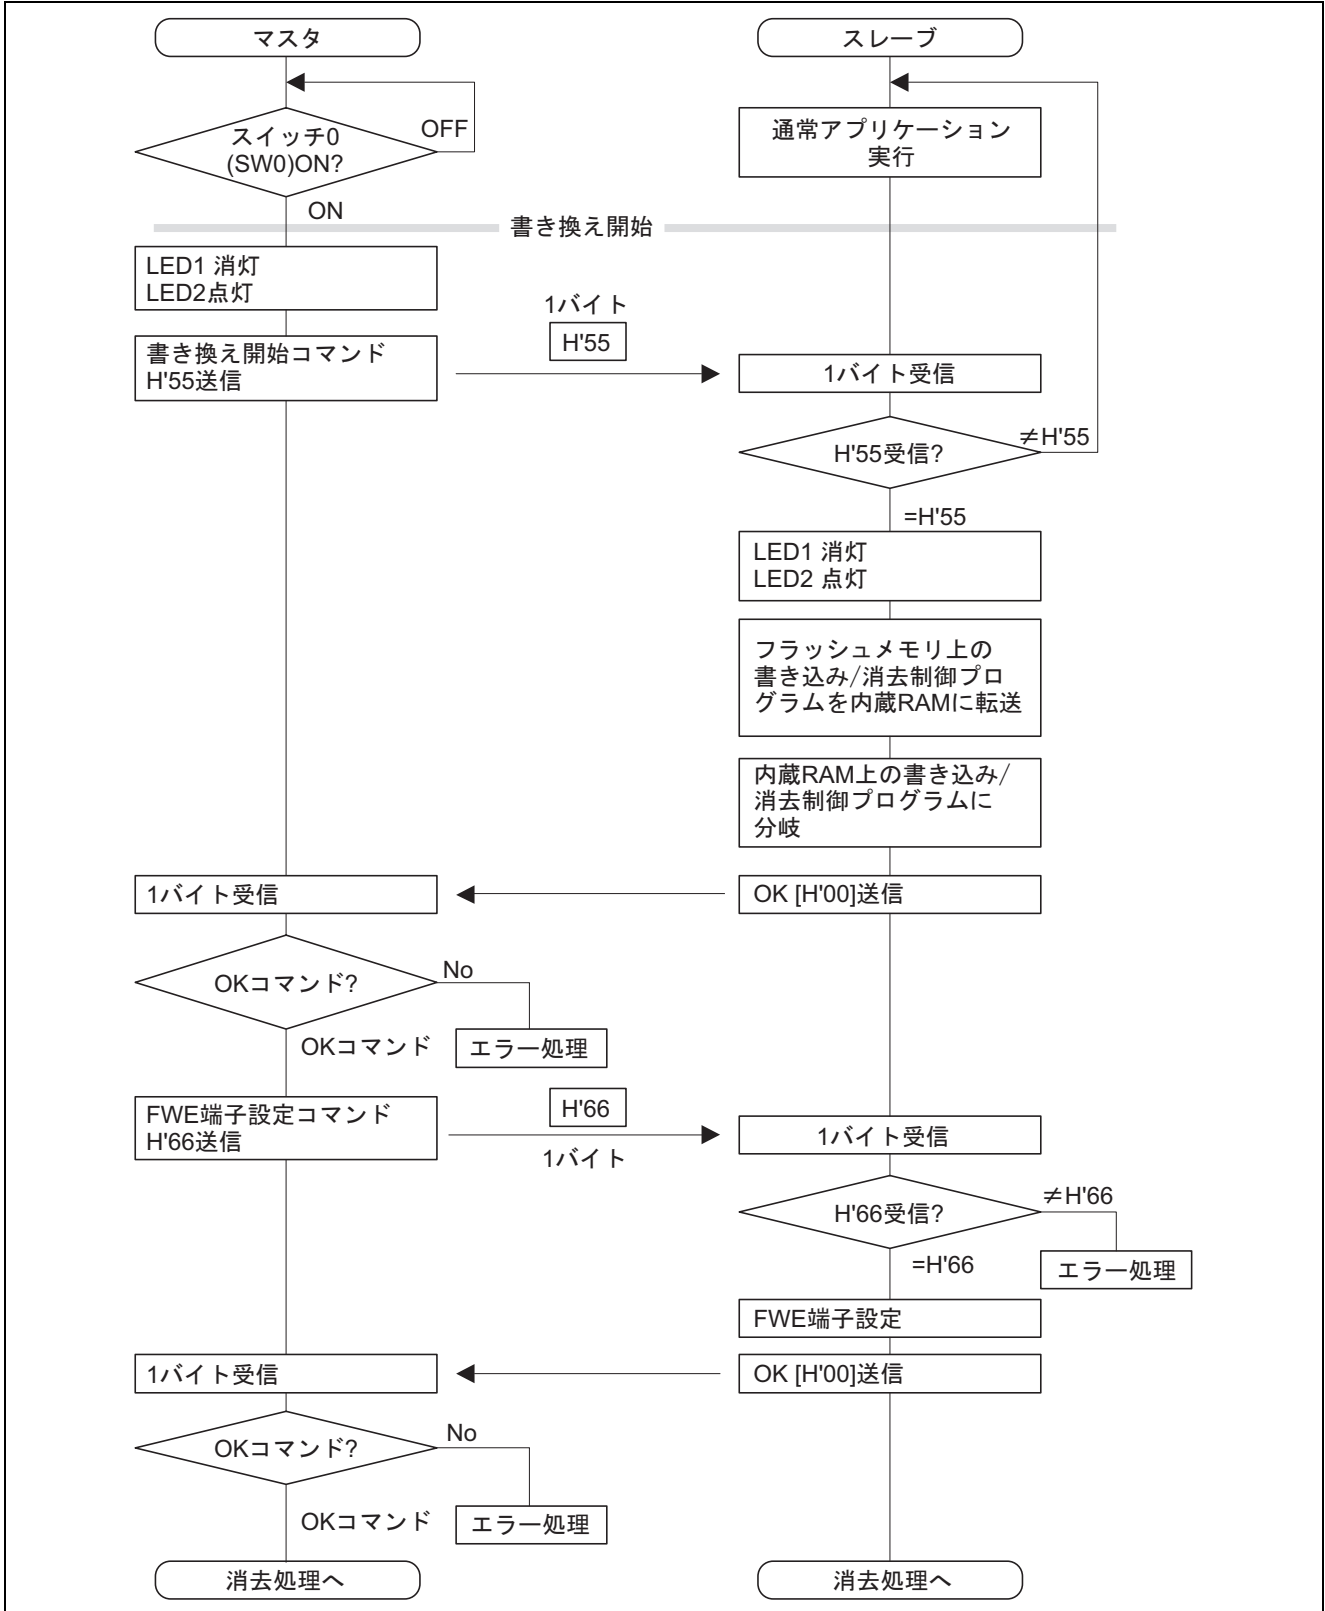 マスタ
スレーブ
スイッチ0
(SW0)ON?
OFF
ON
通常アプリケーション
実行
書き換え開始
LED1 消灯
LED2点灯
書き換え開始コマンド
H'55送信
1バイト
H'55
1バイト受信
H'55受信?
≠H'55
=H'55
LED1 消灯
LED2 点灯
フラッシュメモリ上の
書き込み/消去制御プロ
グラムを内蔵RAMに転送
内蔵RAM上の書き込み/
消去制御プログラムに
分岐
1バイト受信
OK [H'00]送信
OKコマンド?
No
OKコマンド
エラー処理
FWE端子設定コマンド
H'66送信
H'66
1バイト
1バイト受信
H'66受信?
≠H'66
=H'66
エラー処理
FWE端子設定
1バイト受信
OK [H'00]送信
OKコマンド?
No
OKコマンド
エラー処理
消去処理へ
消去処理へ